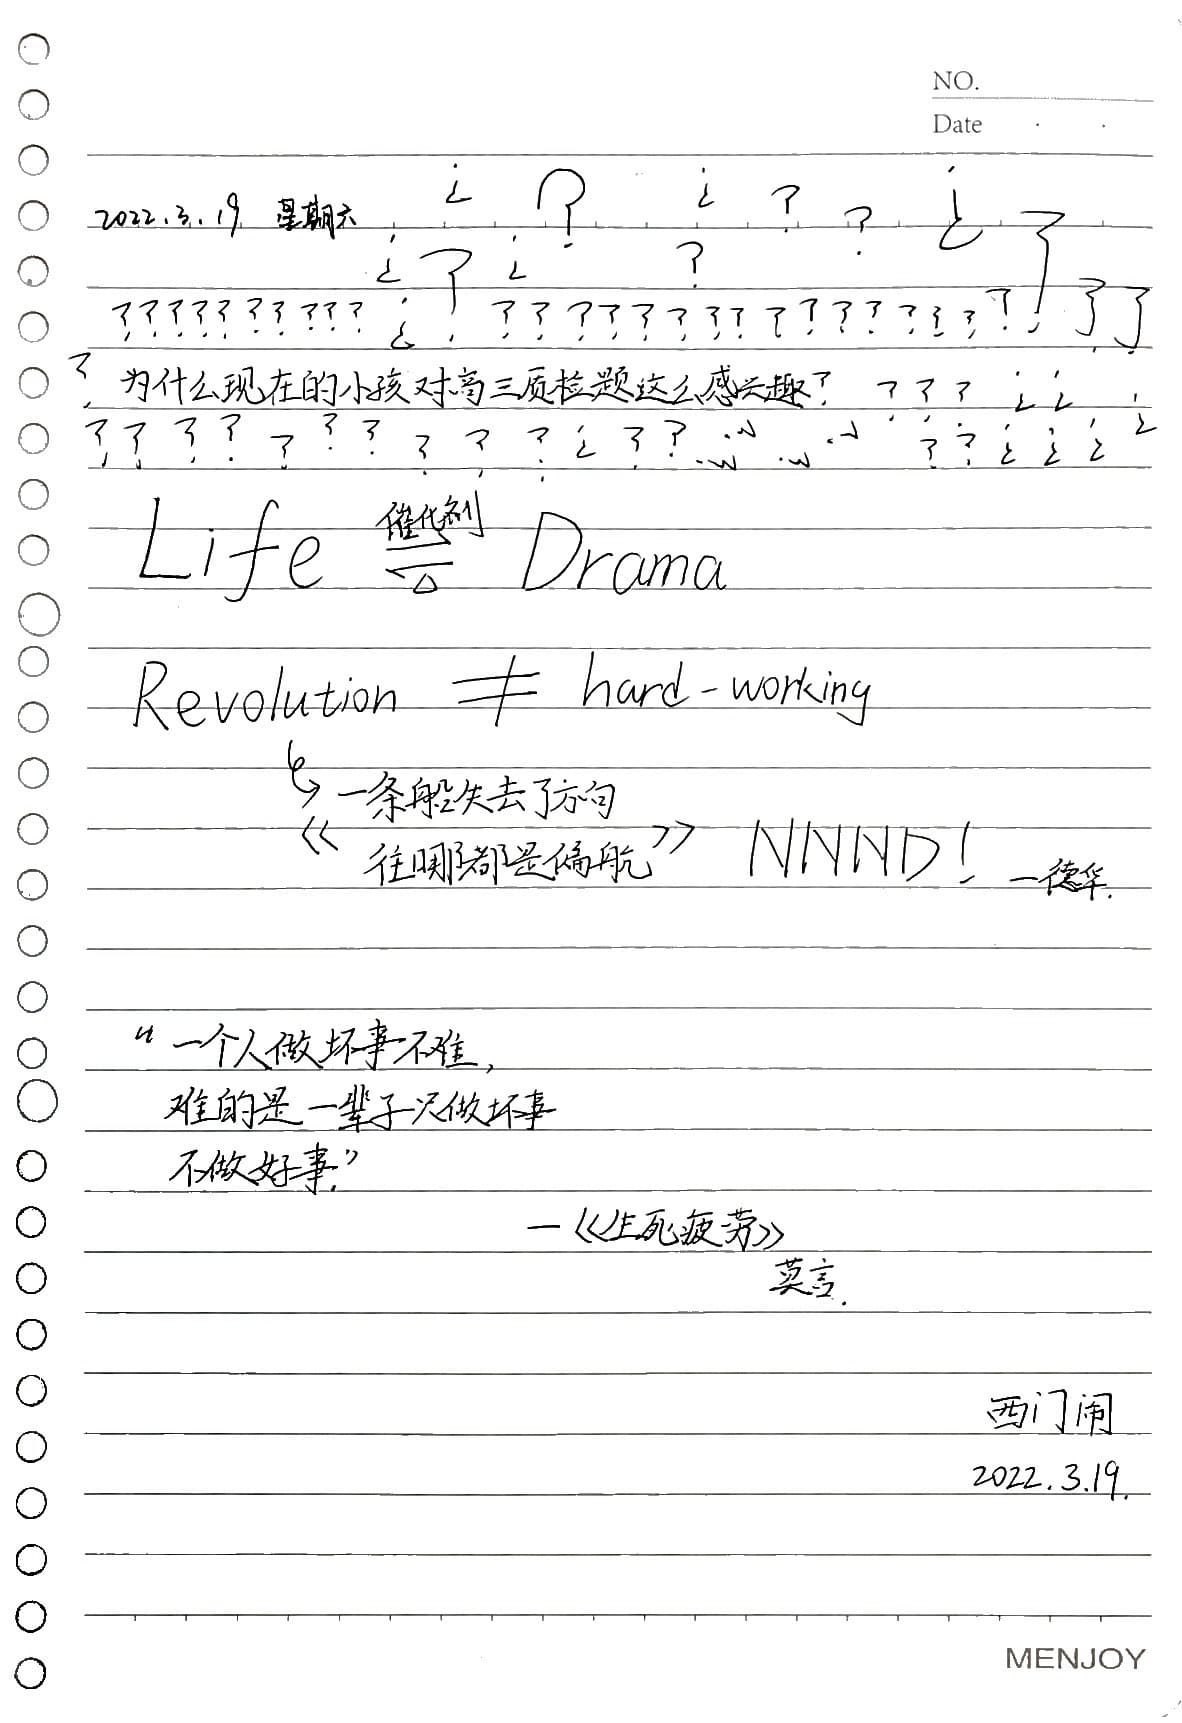 NO.
Date
¿ ? ¿ ? ? ¿
2022.3.19 星期六
¿ ? ¿ ? ?
?????????? ¿ ?????????????????? ? ?
? 为什么现在的小孩对高三质检题这么感兴趣? ? ? ? ¿ ¿ ¿
? ? ? ? ? ? ? ? ? ? ¿ ? ? ? ? ¿ ¿ ¿
Life 催化剂 ⇌ Δ Drama
Revolution ≠ hard-working
↳ 一条船失去了方向
《 往哪都是偏航》 NNND!
—德华.
“一个人做坏事不难,
难的是一辈子只做坏事
不做好事.”
—《生死疲劳》
莫言.
西门闹
2022.3.19.
MENJOY